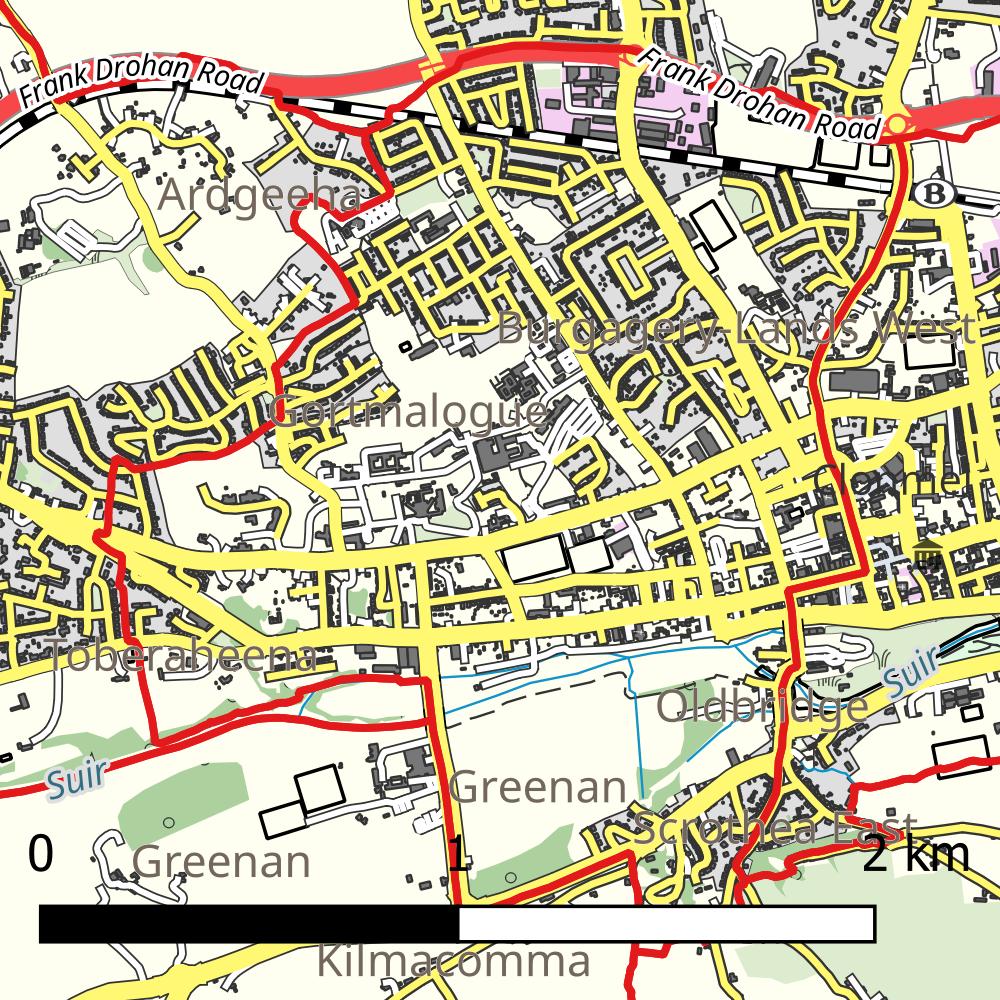 Frank Drohan Road
Frank Drohan Road
B
Ardgeeha
Burgagery-Lands West
Gortmalogue
Clonmel
Toberaheena
Suir
Oldbridge
Suir
Greenan
Scrothea East
Greenan
0 1 2 km
Kilmacomma